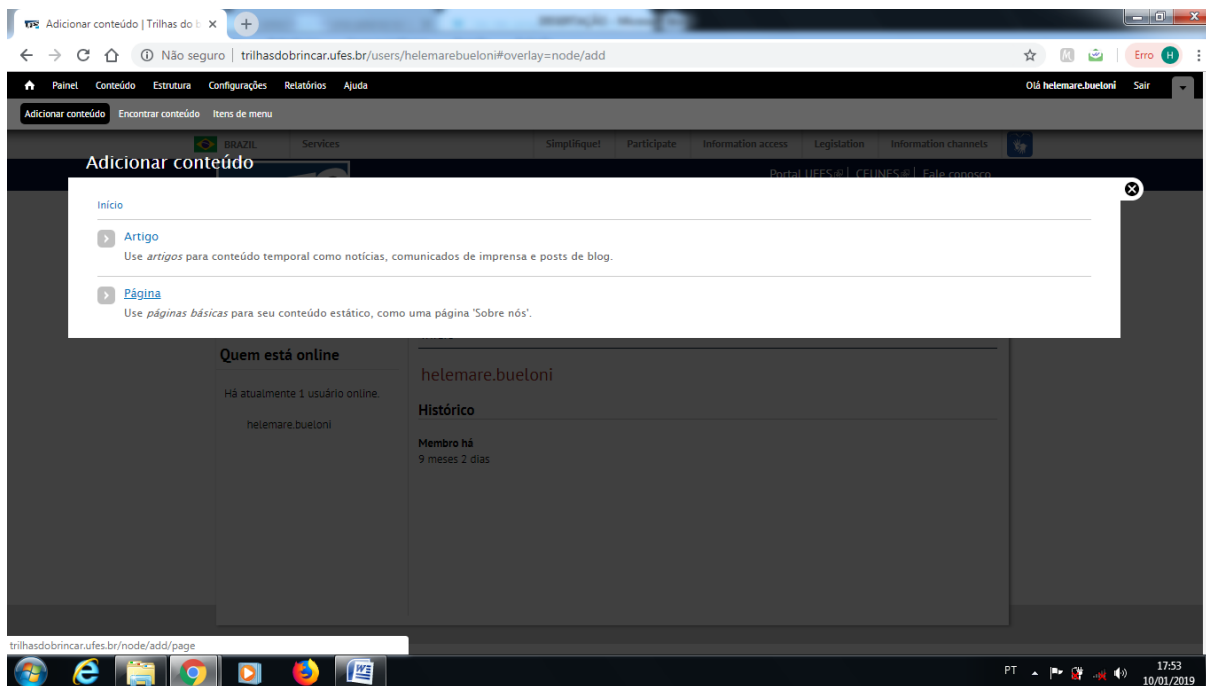 Adicionar conteúdo | Trilhas do b
Não seguro | trilhasdobrincar.ufes.br/users/helemarebueloni#overlay=node/add
Erro H
Painel Conteúdo Estrutura Configurações Relatórios Ajuda
Olá helemare.bueloni Sair
Adicionar conteúdo Encontrar conteúdo Itens de menu
BRAZIL Services Simplifique! Participate Information access Legislation Information channels
Adicionar conteúdo
Portal UFES | CEUNES | Fale conosco
Início
Artigo
Use artigos para conteúdo temporal como notícias, comunicados de imprensa e posts de blog.
Página
Use páginas básicas para seu conteúdo estático, como uma página 'Sobre nós'.
Quem está online
Há atualmente 1 usuário online.
helemare.bueloni
helemare.bueloni
Histórico
Membro há
9 meses 2 dias
trilhasdobrincar.ufes.br/node/add/page
PT
17:53
10/01/2019